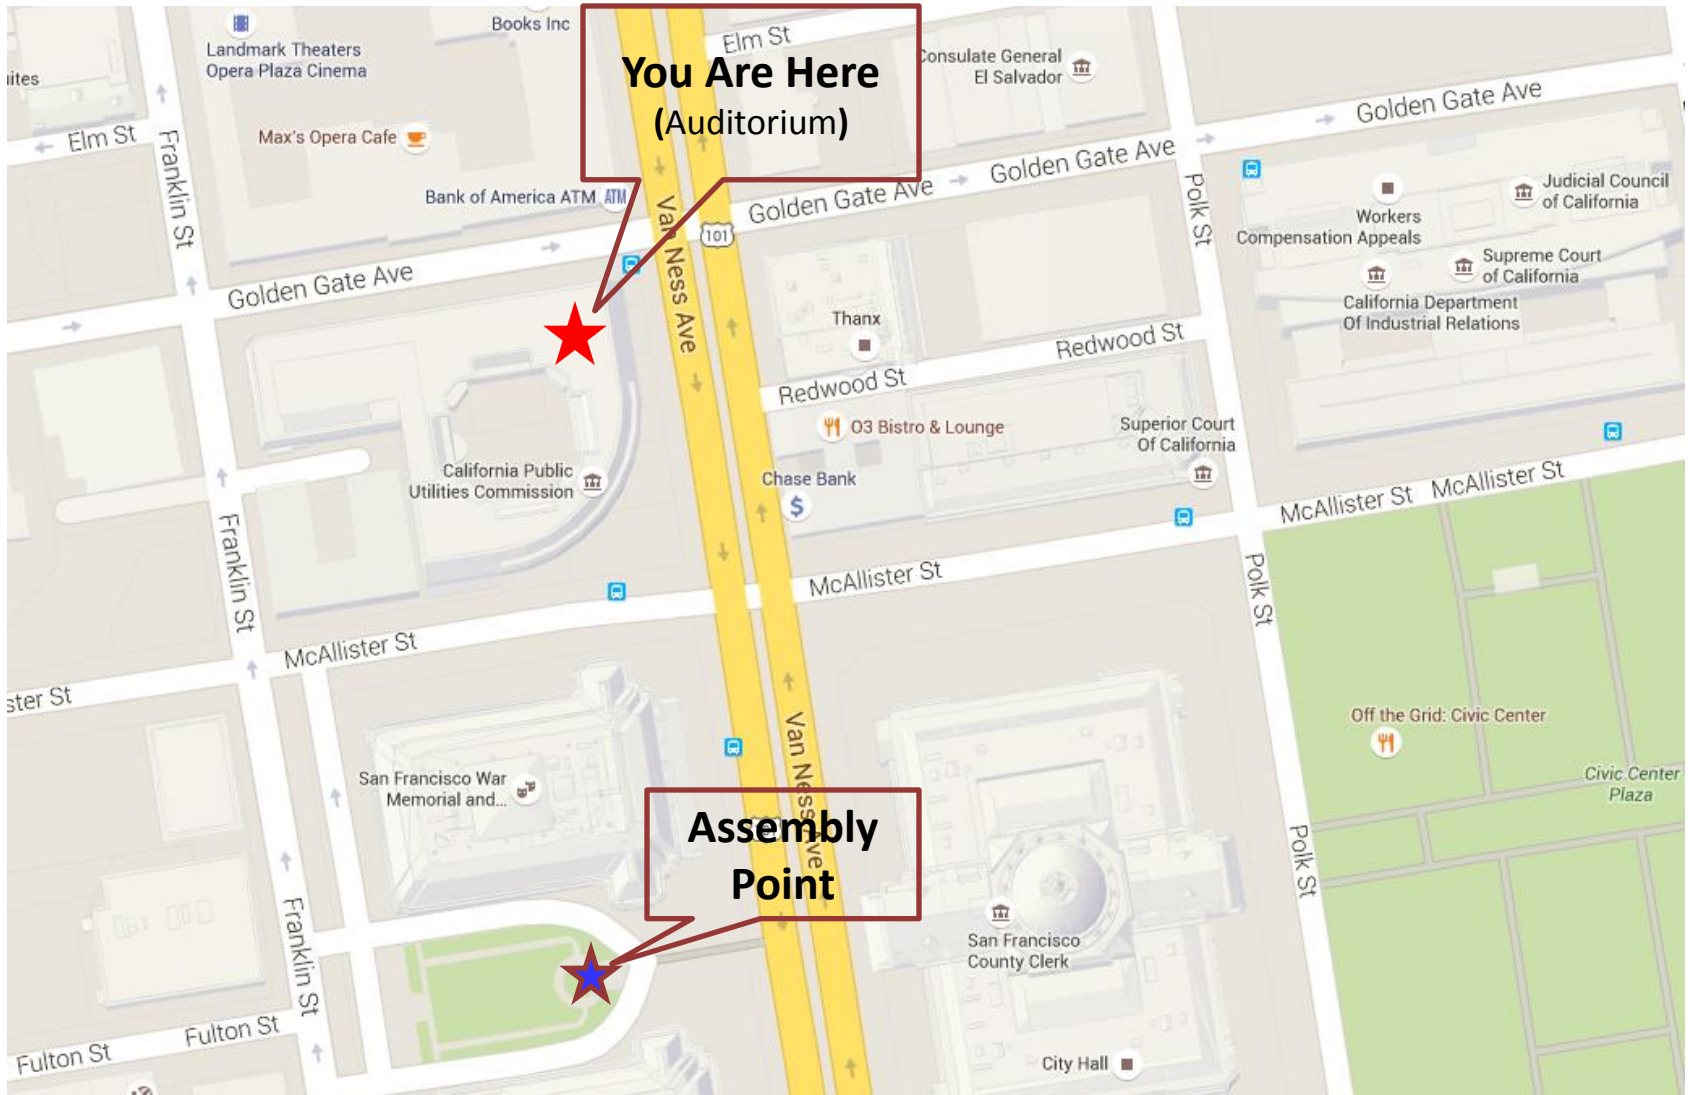 Books Inc
Landmark Theaters
Opera Plaza Cinema
uites
Elm St
You Are Here
(Auditorium)
Consulate General
El Salvador
Golden Gate Ave
Elm St
Franklin St
Max's Opera Cafe
Bank of America ATM
ATM
Van Ness Ave
101
Golden Gate Ave
Golden Gate Ave
Polk St
Workers
Compensation Appeals
Judicial Council
of California
Supreme Court
of California
California Department
Of Industrial Relations
Golden Gate Ave
Thanx
Redwood St
Redwood St
O3 Bistro & Lounge
Superior Court
Of California
California Public
Utilities Commission
Chase Bank
$
McAllister St
McAllister St
Franklin St
McAllister St
Polk St
McAllister St
ster St
Van Ness Ave
Off the Grid: Civic Center
Civic Center
Plaza
San Francisco War
Memorial and...
Assembly
Point
Polk St
Franklin St
San Francisco
County Clerk
Fulton St
Fulton St
City Hall